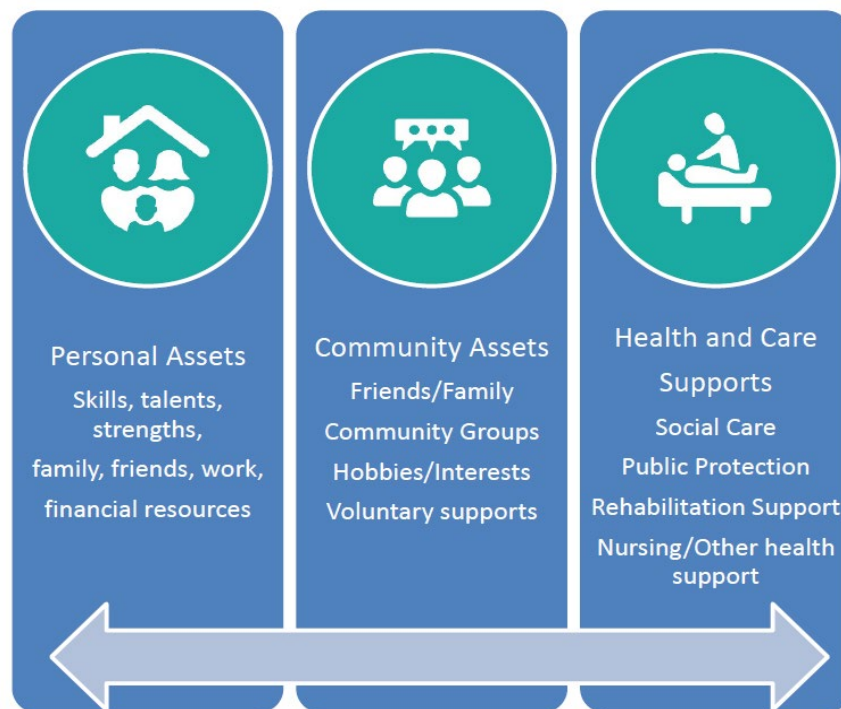 Personal Assets
Skills, talents,
strengths,
family, friends, work,
financial resources
Community Assets
Friends/Family
Community Groups
Hobbies/Interests
Voluntary supports
Health and Care
Supports
Social Care
Public Protection
Rehabilitation Support
Nursing/Other health
support